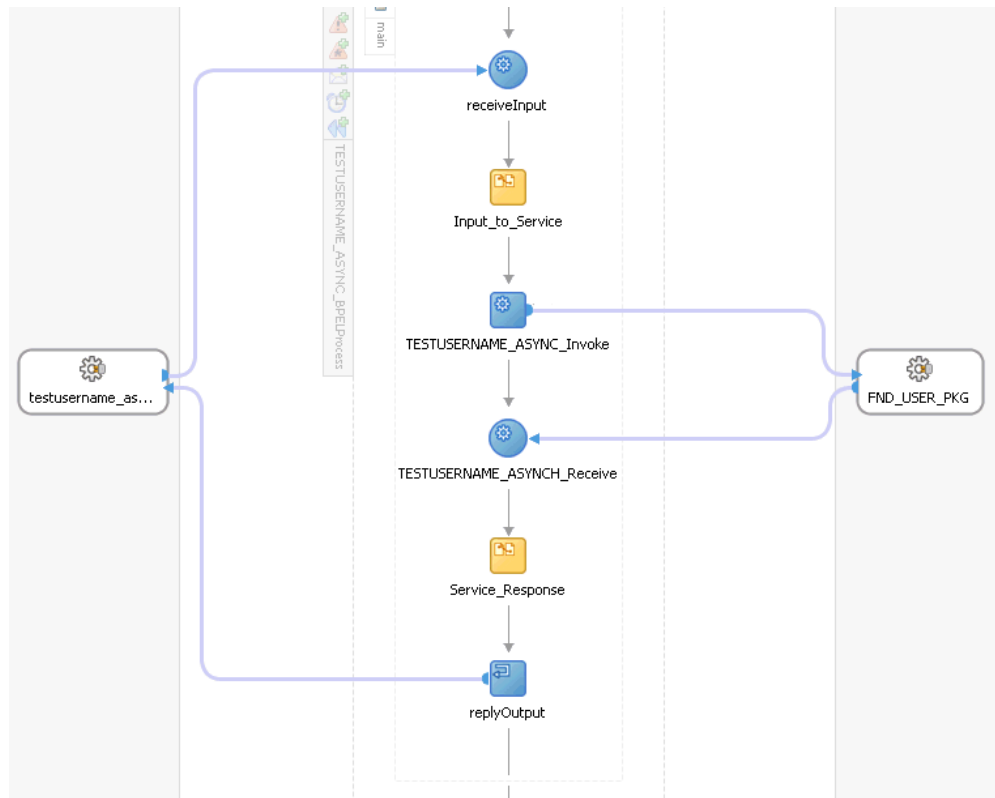 main
receiveInput
TESTUSERNAME_ASYNC_BPELProcess
Input_to_Service
TESTUSERNAME_ASYNC_Invoke
testusername_as...
FND_USER_PKG
TESTUSERNAME_ASYNCH_Receive
Service_Response
replyOutput